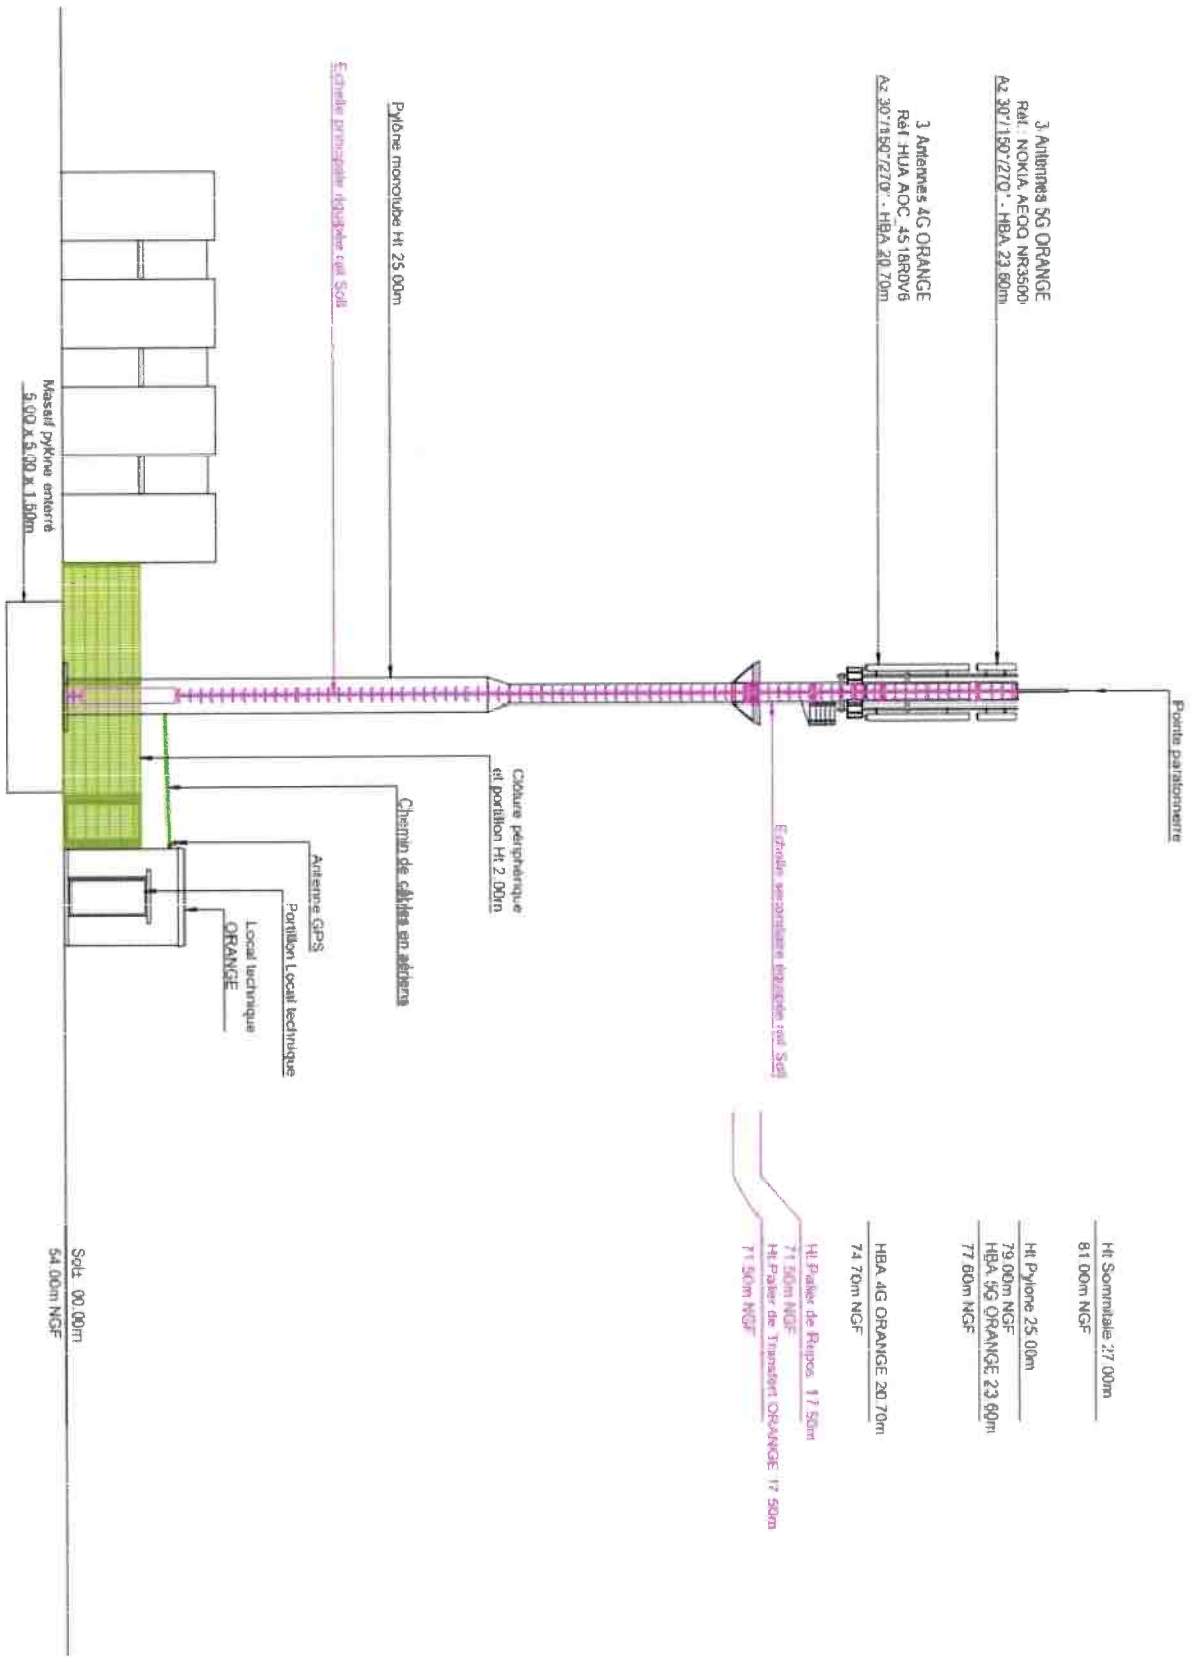 Pointe paratonnerre
3 Antennes 5G ORANGE
Réf.: NOKIA AEQQ NR3500
Az 30°/150°/270° - HBA 23.60m
3 Antennes 4G ORANGE
Réf HUA AOC_4518R0V6
Az 30°/150°/270° - HBA 20.70m
Pylône monotube Ht 25.00m
Echelle principale équipée rail Soll
Echelle secondaire équipée rail Soll
Clôture périphérique
et portillon Ht 2.00m
Chemin de câbles en aériens
Antenne GPS
Portillon Local technique
Local technique
ORANGE
Massif pylône enterré
5.00 x 5.00 x 1.50m
Ht Sommitale 27.00m
81.00m NGF
Ht Pylone 25.00m
79.00m NGF
HBA 5G ORANGE 23.60m
77.60m NGF
HBA 4G ORANGE 20.70m
74.70m NGF
Ht Palier de Repos 17.50m
71.50m NGF
Ht Palier de Transfert ORANGE 17.50m
71.50m NGF
Sol± 00.00m
54.00m NGF